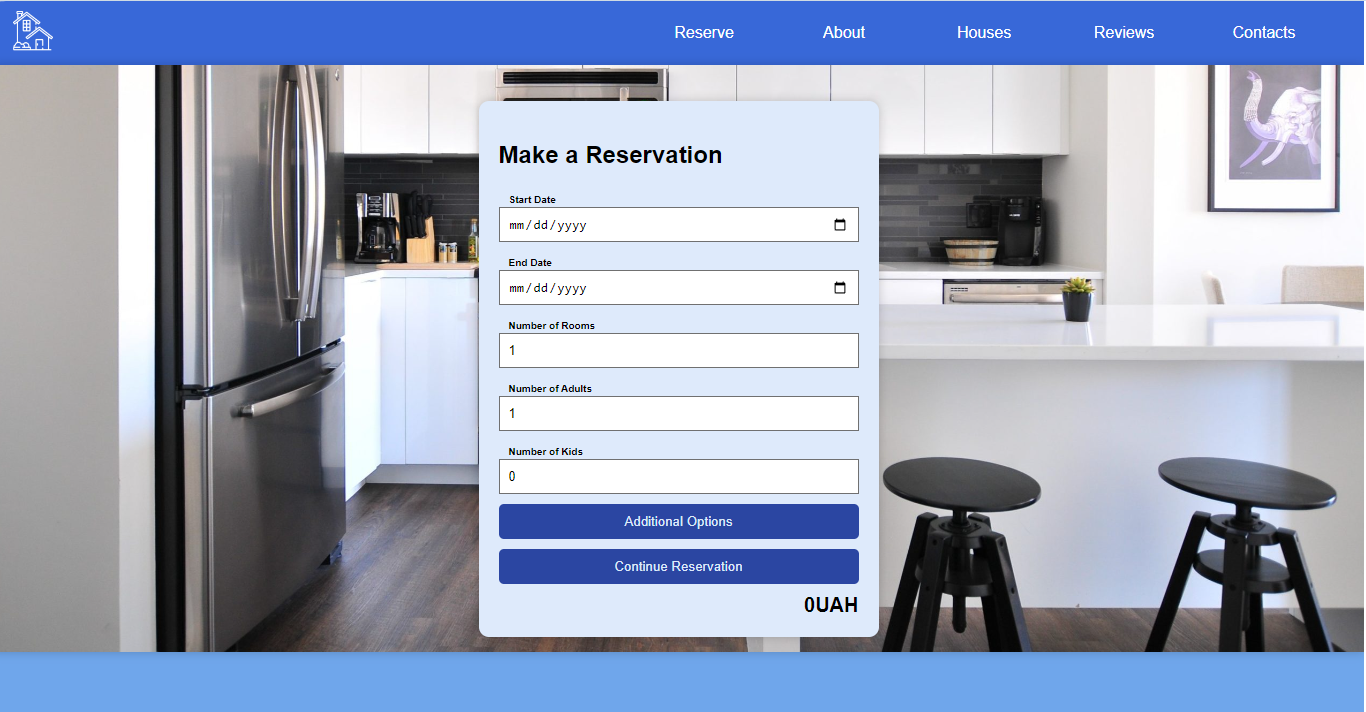 Reserve About Houses Reviews Contacts
Make a Reservation
Start Date
mm/dd/yyyy
End Date
mm/dd/yyyy
Number of Rooms
1
Number of Adults
1
Number of Kids
0
Additional Options
Continue Reservation
0UAH